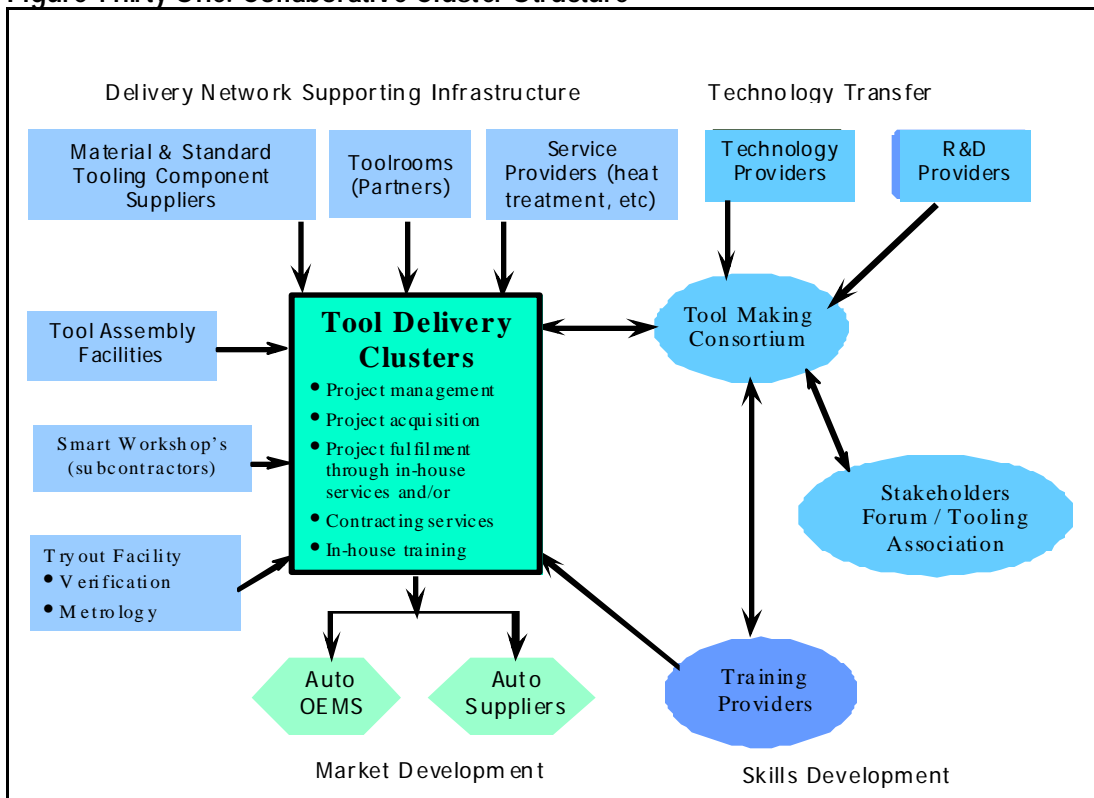 Delivery Network Supporting Infrastructure
Technology Transfer
Material & Standard
Tooling Component
Suppliers
Toolrooms
(Partners)
Service
Providers (heat
treatment, etc)
Technology
Providers
R&D
Providers
Tool Assembly
Facilities
Smart Workshop's
(subcontractors)
Tryout Facility
• Verification
• Metrology
Tool Delivery
Clusters
• Project management
• Project acquisition
• Project fulfilment
through in-house
services and/or
• Contracting services
• In-house training
Tool Making
Consortium
Stakeholders
Forum / Tooling
Association
Training
Providers
Auto
OEMS
Auto
Suppliers
Market Development
Skills Development